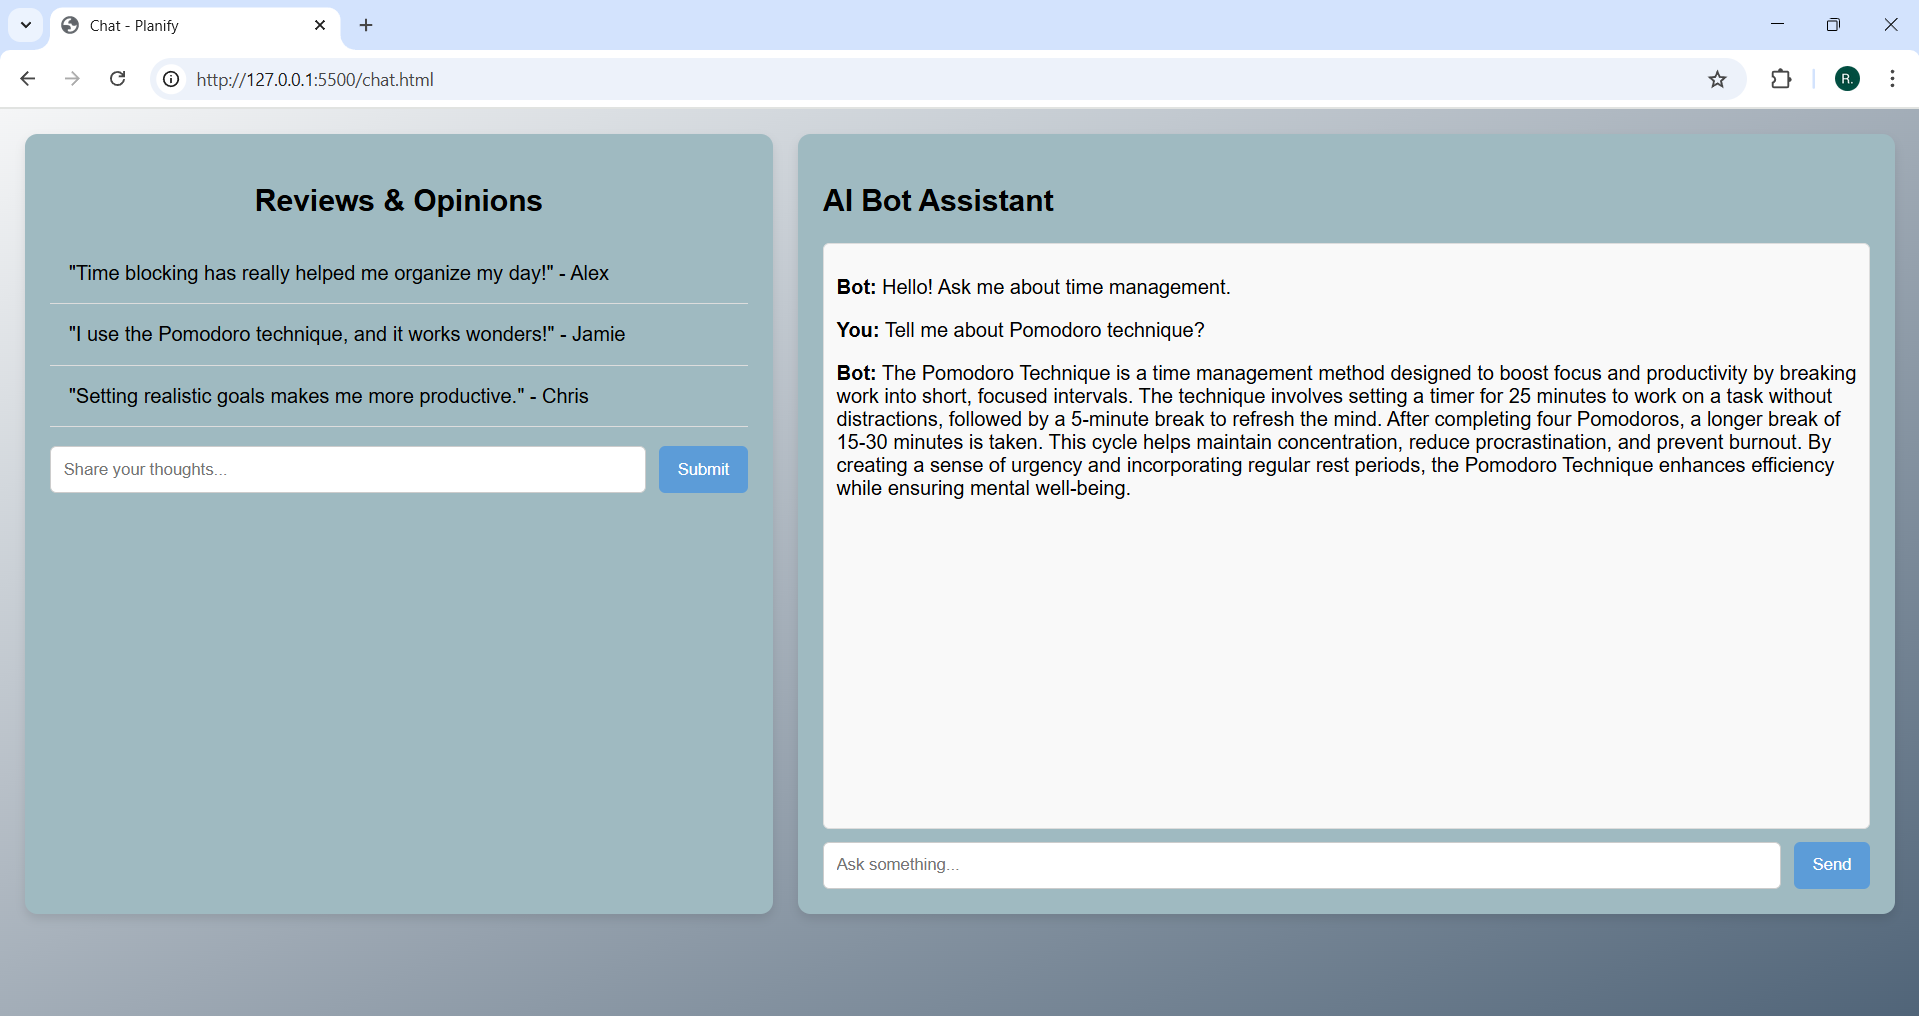 Chat - Planify
http://127.0.0.1:5500/chat.html
R.
Reviews & Opinions
"Time blocking has really helped me organize my day!" - Alex
"I use the Pomodoro technique, and it works wonders!" - Jamie
"Setting realistic goals makes me more productive." - Chris
Share your thoughts...
Submit
AI Bot Assistant
Bot: Hello! Ask me about time management.
You: Tell me about Pomodoro technique?
Bot: The Pomodoro Technique is a time management method designed to boost focus and productivity by breaking
work into short, focused intervals. The technique involves setting a timer for 25 minutes to work on a task without
distractions, followed by a 5-minute break to refresh the mind. After completing four Pomodoros, a longer break of
15-30 minutes is taken. This cycle helps maintain concentration, reduce procrastination, and prevent burnout. By
creating a sense of urgency and incorporating regular rest periods, the Pomodoro Technique enhances efficiency
while ensuring mental well-being.
Ask something...
Send